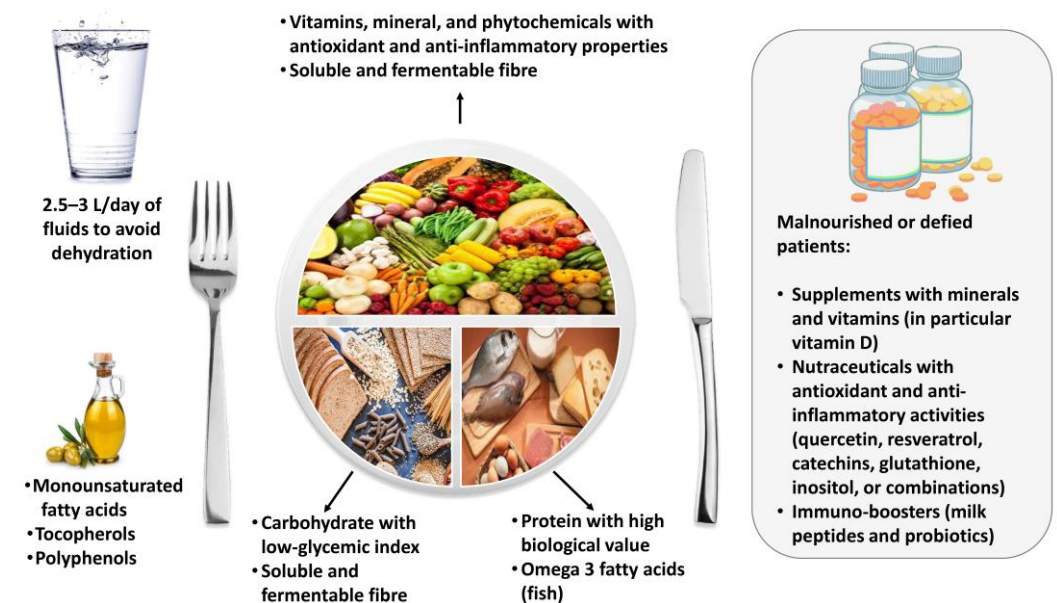 • Vitamins, mineral, and phytochemicals with
antioxidant and anti-inflammatory properties
• Soluble and fermentable fibre
2.5–3 L/day of
fluids to avoid
dehydration
• Monounsaturated
fatty acids
• Tocopherols
• Polyphenols
• Carbohydrate with
low-glycemic index
• Soluble and
fermentable fibre
• Protein with high
biological value
• Omega 3 fatty acids
(fish)
Malnourished or defied
patients:
• Supplements with minerals
and vitamins (in particular
vitamin D)
• Nutraceuticals with
antioxidant and anti-
inflammatory activities
(quercetin, resveratrol,
catechins, glutathione,
inositol, or combinations)
• Immuno-boosters (milk
peptides and probiotics)